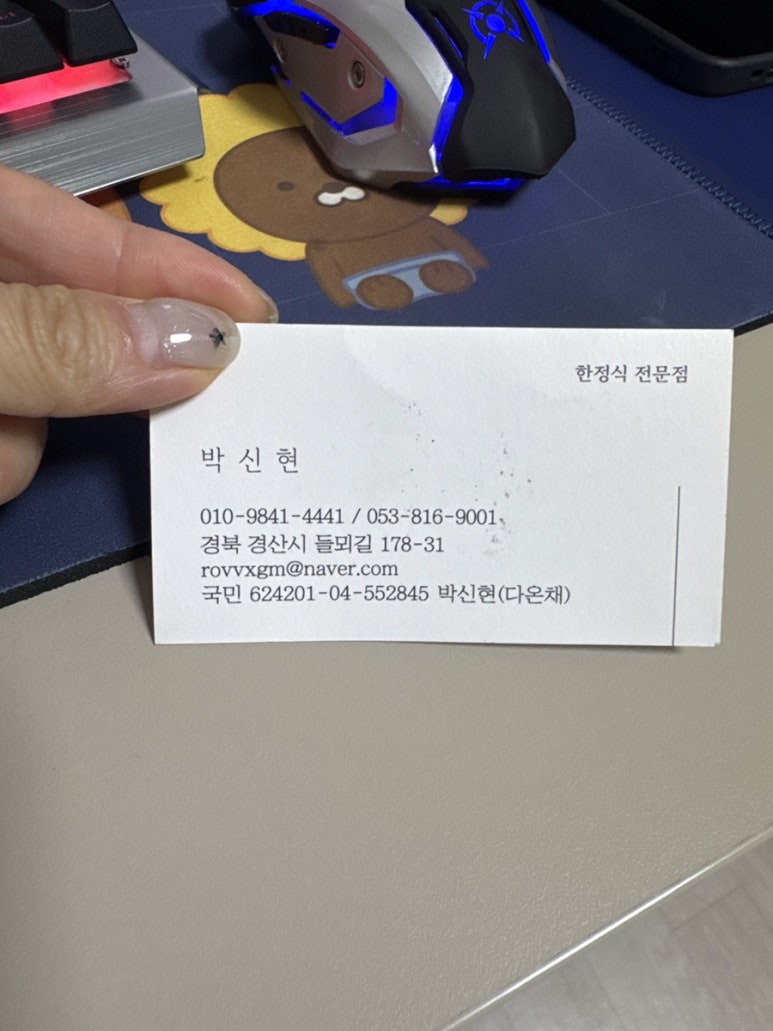 한정식 전문점
박 신 현
010-9841-4441 / 053-816-9001
경북 경산시 들뫼길 178-31
rovvxgm@naver.com
국민 624201-04-552845 박신현(다온채)